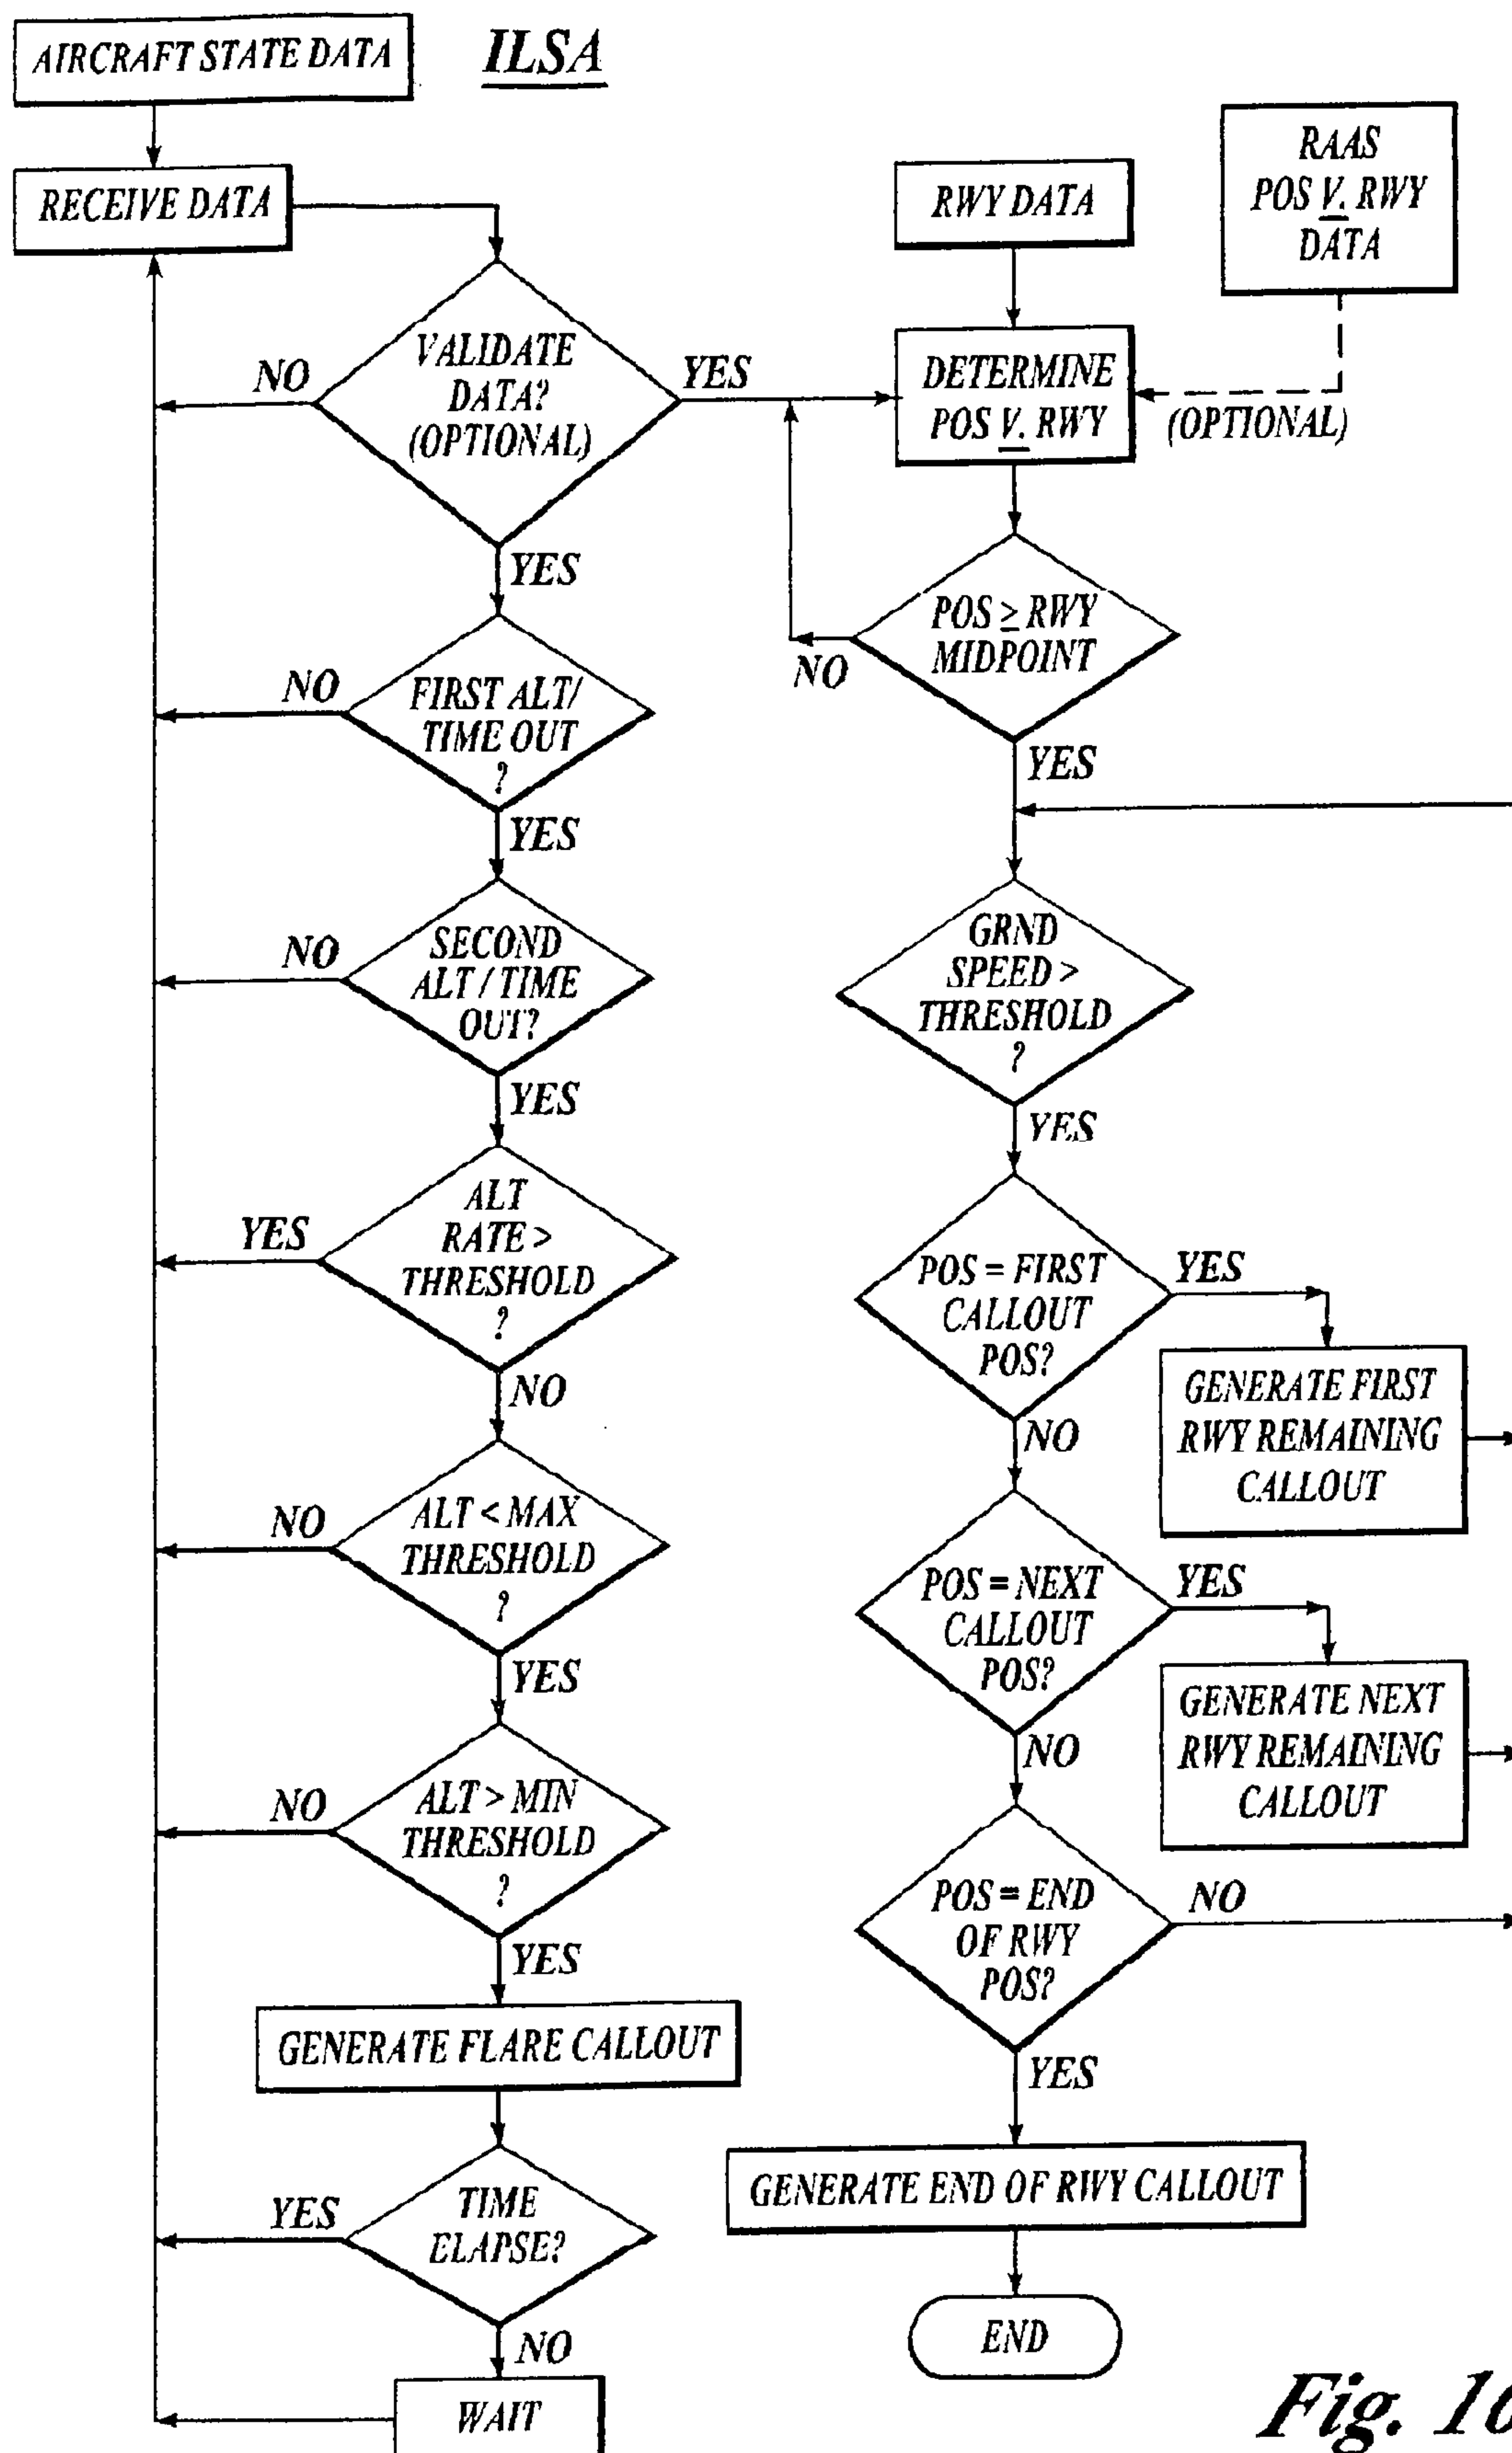 AIRCRAFT STATE DATA
ILSA
RECEIVE DATA
VALIDATE
DATA?
(OPTIONAL)
NO
YES
YES
FIRST ALT/
TIME OUT
?
NO
YES
SECOND
ALT / TIME
OUT?
NO
YES
ALT
RATE >
THRESHOLD
?
YES
NO
ALT < MAX
THRESHOLD
?
NO
YES
ALT > MIN
THRESHOLD
?
NO
YES
GENERATE FLARE CALLOUT
TIME
ELAPSE?
YES
NO
WAIT
RWY DATA
RAAS
POS V. RWY
DATA
(OPTIONAL)
DETERMINE
POS V. RWY
POS ≥ RWY
MIDPOINT
NO
YES
GRND
SPEED >
THRESHOLD
?
YES
POS = FIRST
CALLOUT
POS?
YES
GENERATE FIRST
RWY REMAINING
CALLOUT
NO
POS = NEXT
CALLOUT
POS?
YES
GENERATE NEXT
RWY REMAINING
CALLOUT
NO
POS = END
OF RWY
POS?
NO
YES
GENERATE END OF RWY CALLOUT
END
Fig.